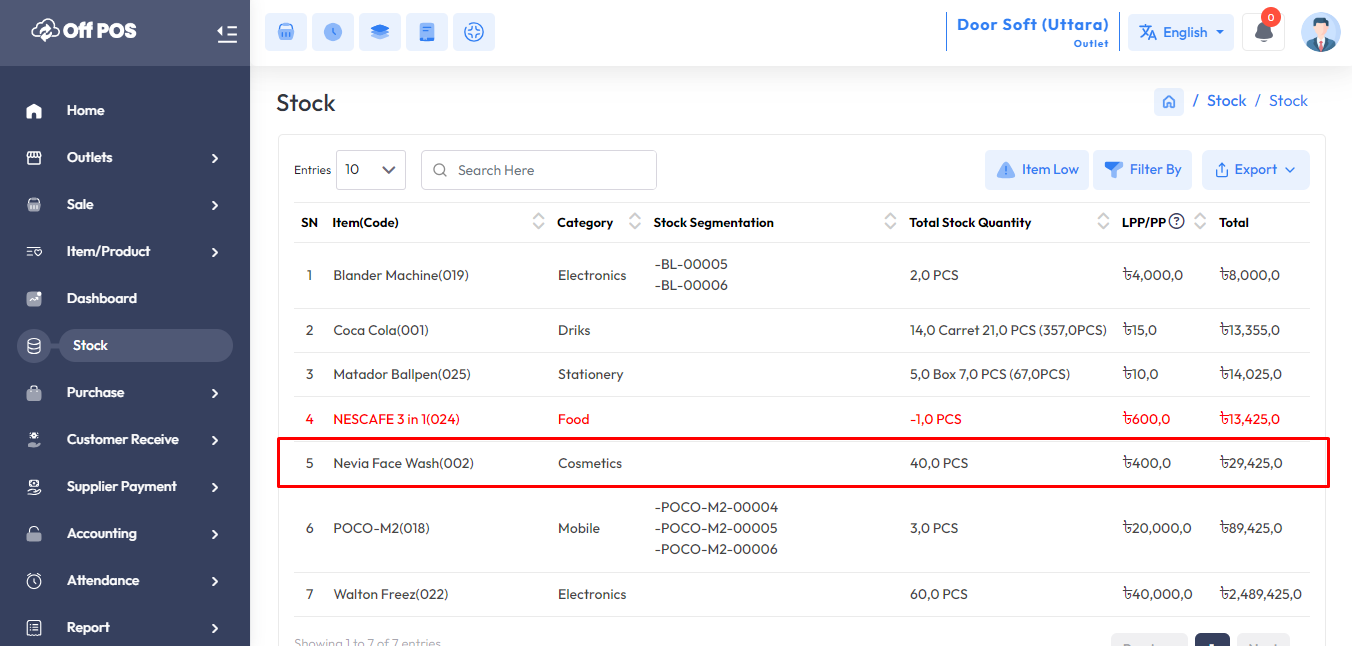 Off POS
Door Soft (Uttara)
Outlet
English
0
Home
Outlets
Sale
Item/Product
Dashboard
Stock
Purchase
Customer Receive
Supplier Payment
Accounting
Attendance
Report
Stock
/ Stock / Stock
Entries 10 Search Here Item Low Filter By Export
SN Item(Code) Category Stock Segmentation Total Stock Quantity LPP/PP ? Total
1 Blander Machine(019) Electronics -BL-00005 2,0 PCS ৳4,000,0 ৳8,000,0
-BL-00006
2 Coca Cola(001) Driks 14,0 Carret 21,0 PCS (357,0PCS) ৳15,0 ৳13,355,0
3 Matador Ballpen(025) Stationery 5,0 Box 7,0 PCS (67,0PCS) ৳10,0 ৳14,025,0
4 NESCAFE 3 in 1(024) Food -1,0 PCS ৳600,0 ৳13,425,0
5 Nevia Face Wash(002) Cosmetics 40,0 PCS ৳400,0 ৳29,425,0
6 POCO-M2(018) Mobile -POCO-M2-00004 3,0 PCS ৳20,000,0 ৳89,425,0
-POCO-M2-00005
-POCO-M2-00006
7 Walton Freez(022) Electronics 60,0 PCS ৳40,000,0 ৳2,489,425,0
Showing 1 to 7 of 7 entries